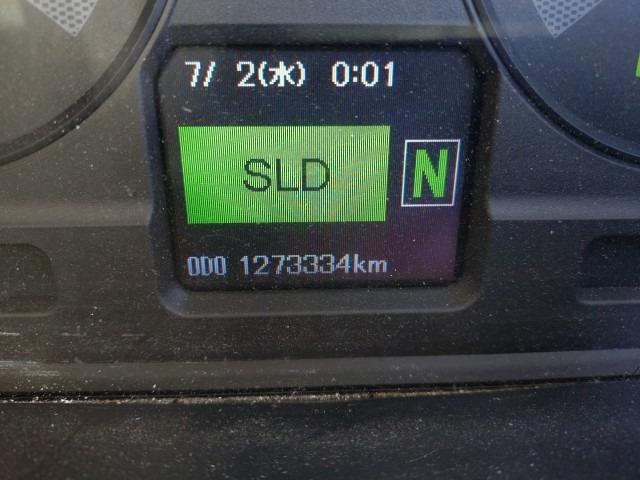 7/ 2(水) 0:01
SLD
N
ODO 1273334km